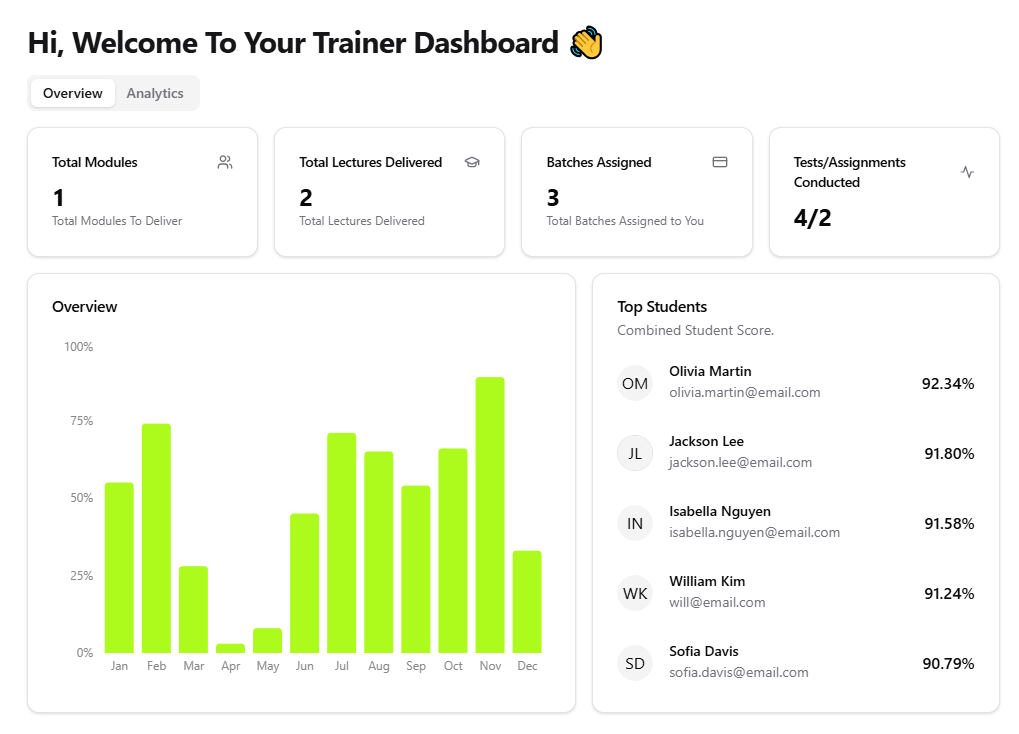 Hi, Welcome To Your Trainer Dashboard 👋
Overview
Analytics
Total Modules
1
Total Modules To Deliver
Total Lectures Delivered
2
Total Lectures Delivered
Batches Assigned
3
Total Batches Assigned to You
Tests/Assignments
Conducted
4/2
Overview
100%
75%
50%
25%
0%
Jan Feb Mar Apr May Jun Jul Aug Sep Oct Nov Dec
Top Students
Combined Student Score.
OM
Olivia Martin
olivia.martin@email.com
92.34%
JL
Jackson Lee
jackson.lee@email.com
91.80%
IN
Isabella Nguyen
isabella.nguyen@email.com
91.58%
WK
William Kim
will@email.com
91.24%
SD
Sofia Davis
sofia.davis@email.com
90.79%